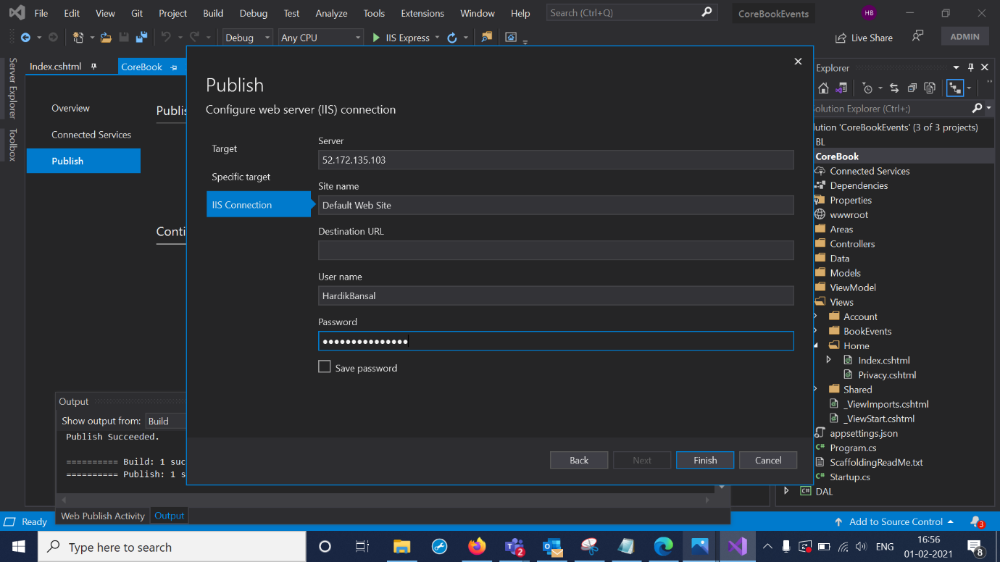 File Edit View Git Project Build Debug Test Analyze Tools Extensions Window Help Search (Ctrl+Q) CoreBookEvents HB
Debug Any CPU IIS Express Live Share ADMIN
Server Explorer
Toolbox
Index.cshtml CoreBook
Overview
Connected Services
Publish
Publis
Conti
Publish
Configure web server (IIS) connection
Target
Specific target
IIS Connection
Server
52.172.135.103
Site name
Default Web Site
Destination URL
User name
HardikBansal
Password
●●●●●●●●●●●●●●●
Save password
Back Next Finish Cancel
Explorer
olution Explorer (Ctrl+;)
lution 'CoreBookEvents' (3 of 3 projects)
BL
CoreBook
Connected Services
Dependencies
Properties
wwwroot
Areas
Controllers
Data
Models
ViewModel
Views
Account
BookEvents
Home
Index.cshtml
Privacy.cshtml
Shared
_ViewImports.cshtml
_ViewStart.cshtml
appsettings.json
C# Program.cs
ScaffoldingReadMe.txt
C# Startup.cs
C# DAL
Output
Show output from: Build
Publish Succeeded.
========== Build: 1 suc
========== Publish: 1 s
Web Publish Activity Output
Ready Add to Source Control 3
Type here to search 2 ENG 16:56
01-02-2021 8